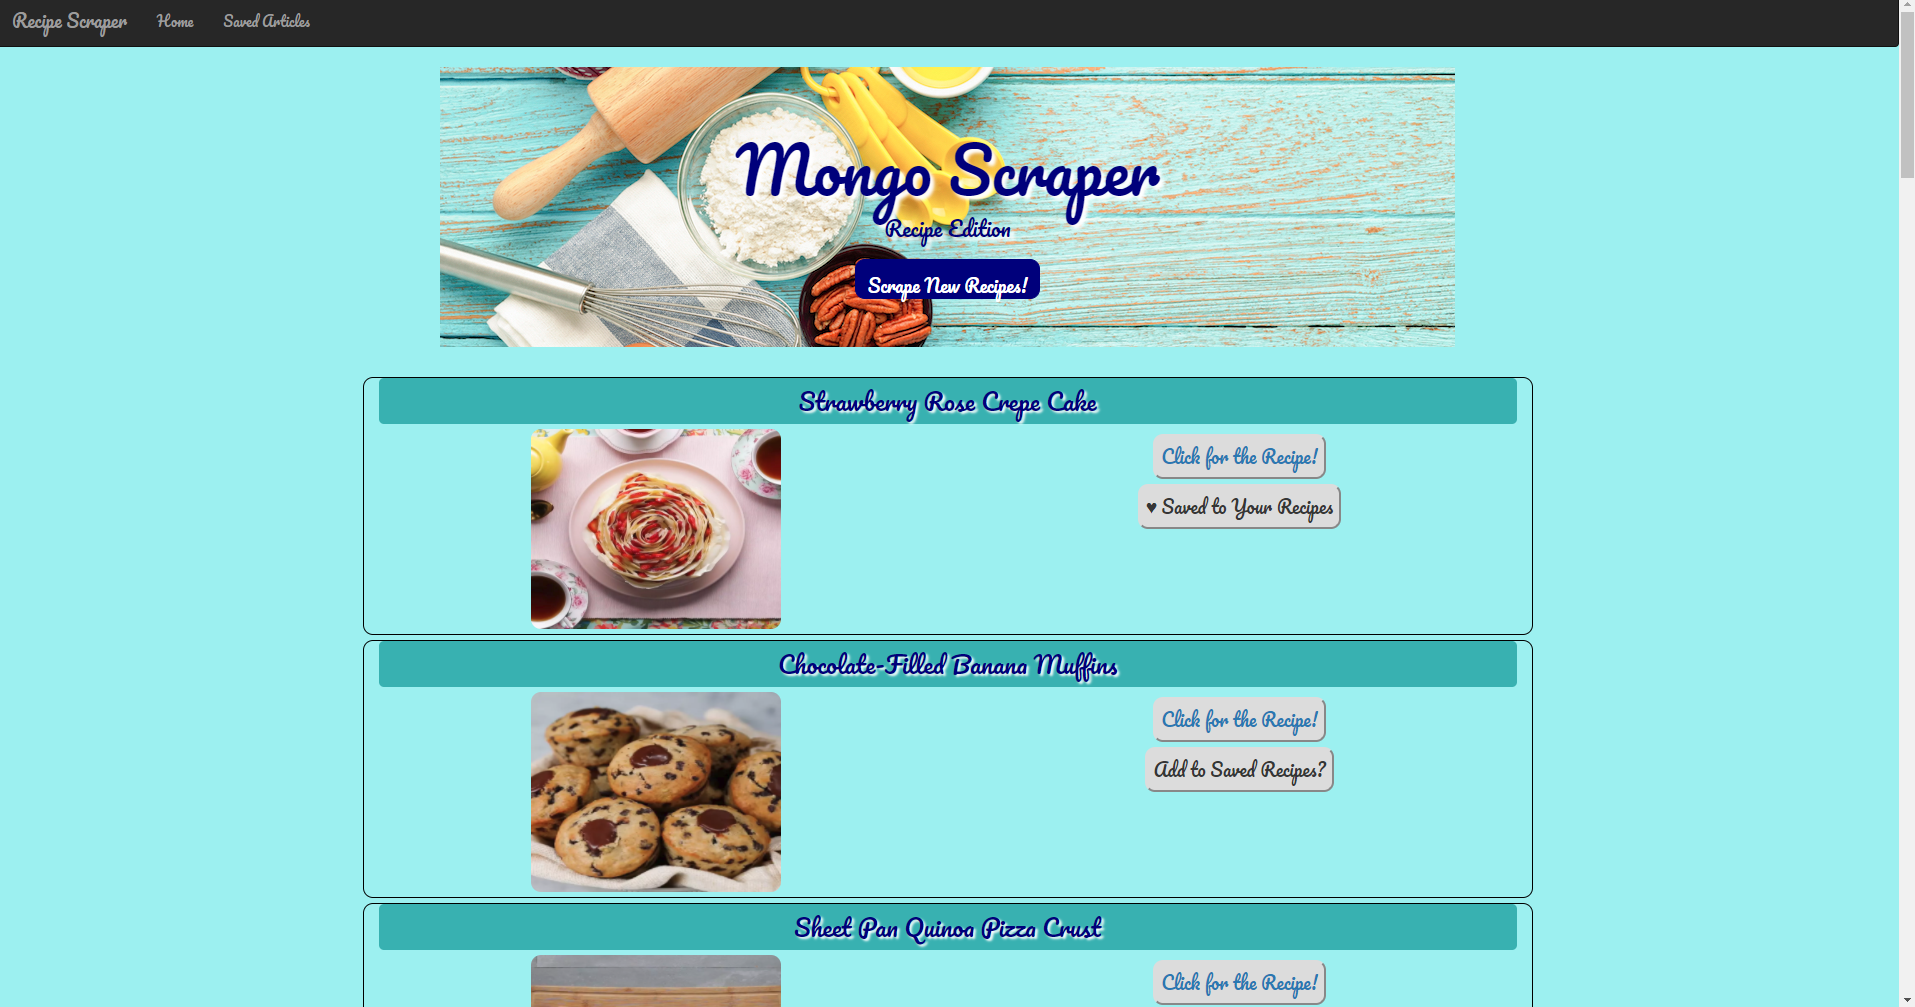 Recipe Scraper Home Saved Articles
Mongo Scraper
Recipe Edition
Scrape New Recipes!
Strawberry Rose Crepe Cake
Click for the Recipe!
♥ Saved to Your Recipes
Chocolate-Filled Banana Muffins
Click for the Recipe!
Add to Saved Recipes?
Sheet Pan Quinoa Pizza Crust
Click for the Recipe!